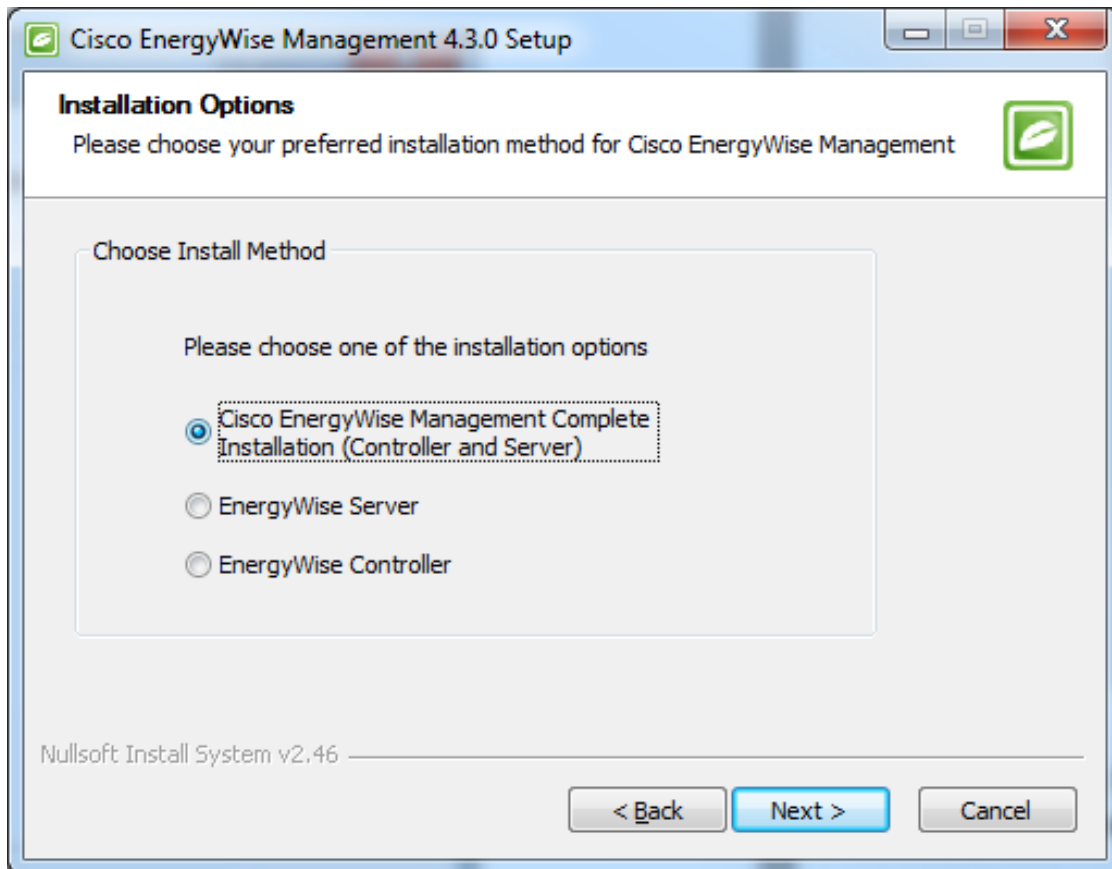 Cisco EnergyWise Management 4.3.0 Setup
Installation Options
Please choose your preferred installation method for Cisco EnergyWise Management
Choose Install Method
Please choose one of the installation options
Cisco EnergyWise Management Complete
Installation (Controller and Server)
EnergyWise Server
EnergyWise Controller
Nullsoft Install System v2.46
< Back
Next >
Cancel